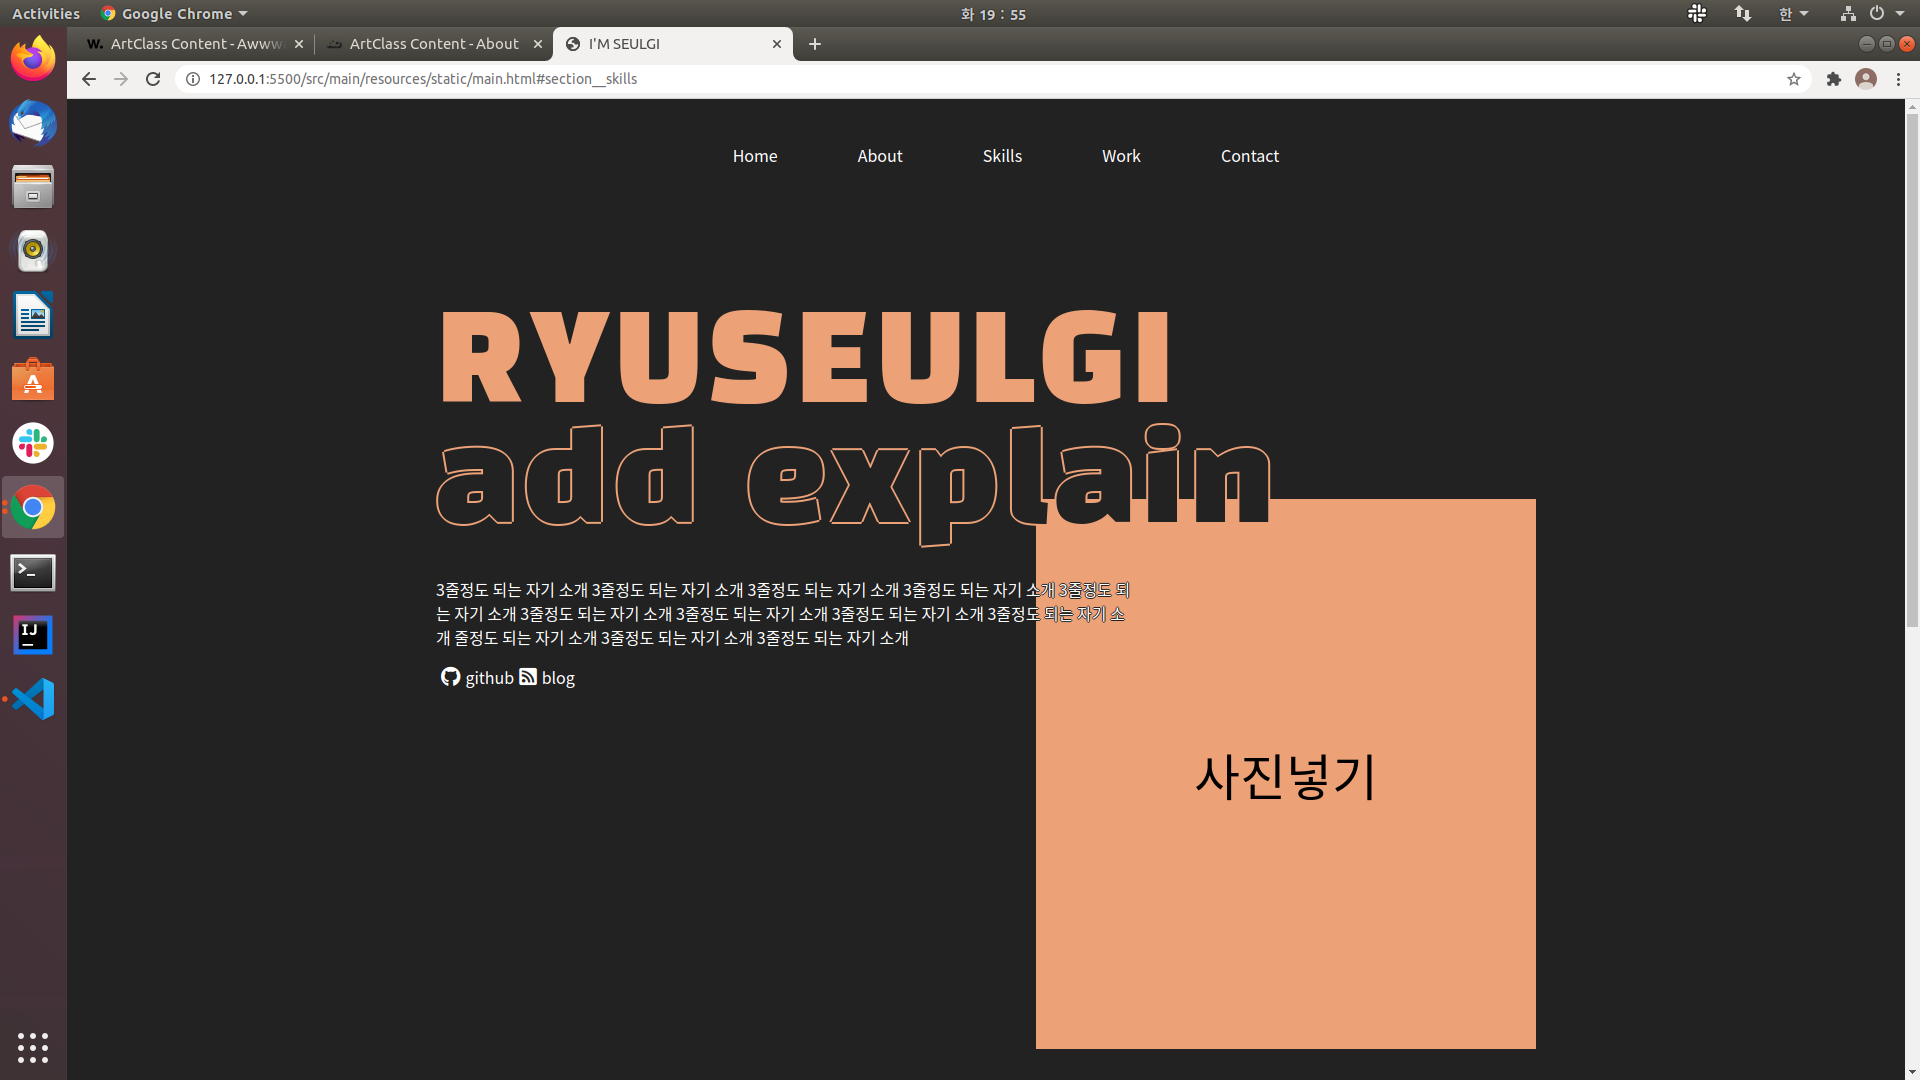 Activities
Google Chrome
화 19 : 55
한
W. ArtClass Content - Awww
ArtClass Content - About
I'M SEULGI
127.0.0.1:5500/src/main/resources/static/main.html#section__skills
Home
About
Skills
Work
Contact
RYUSEULGI
add explain
3줄정도 되는 자기 소개 3줄정도 되는 자기 소개 3줄정도 되는 자기 소개 3줄정도 되는 자기 소개 3줄정도 되
는 자기 소개 3줄정도 되는 자기 소개 3줄정도 되는 자기 소개 3줄정도 되는 자기 소개 3줄정도 되는 자기 소
개 줄정도 되는 자기 소개 3줄정도 되는 자기 소개 3줄정도 되는 자기 소개
github
blog
사진넣기
IJ